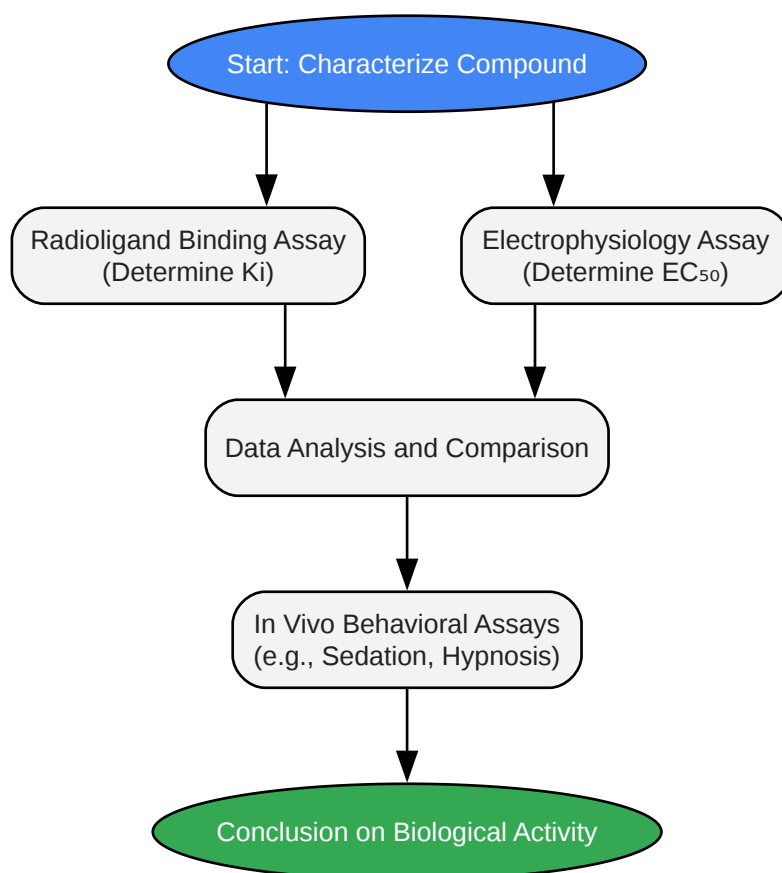 Start: Characterize Compound
Radioligand Binding Assay
(Determine Ki)
Electrophysiology Assay
(Determine EC₅₀)
Data Analysis and Comparison
In Vivo Behavioral Assays
(e.g., Sedation, Hypnosis)
Conclusion on Biological Activity